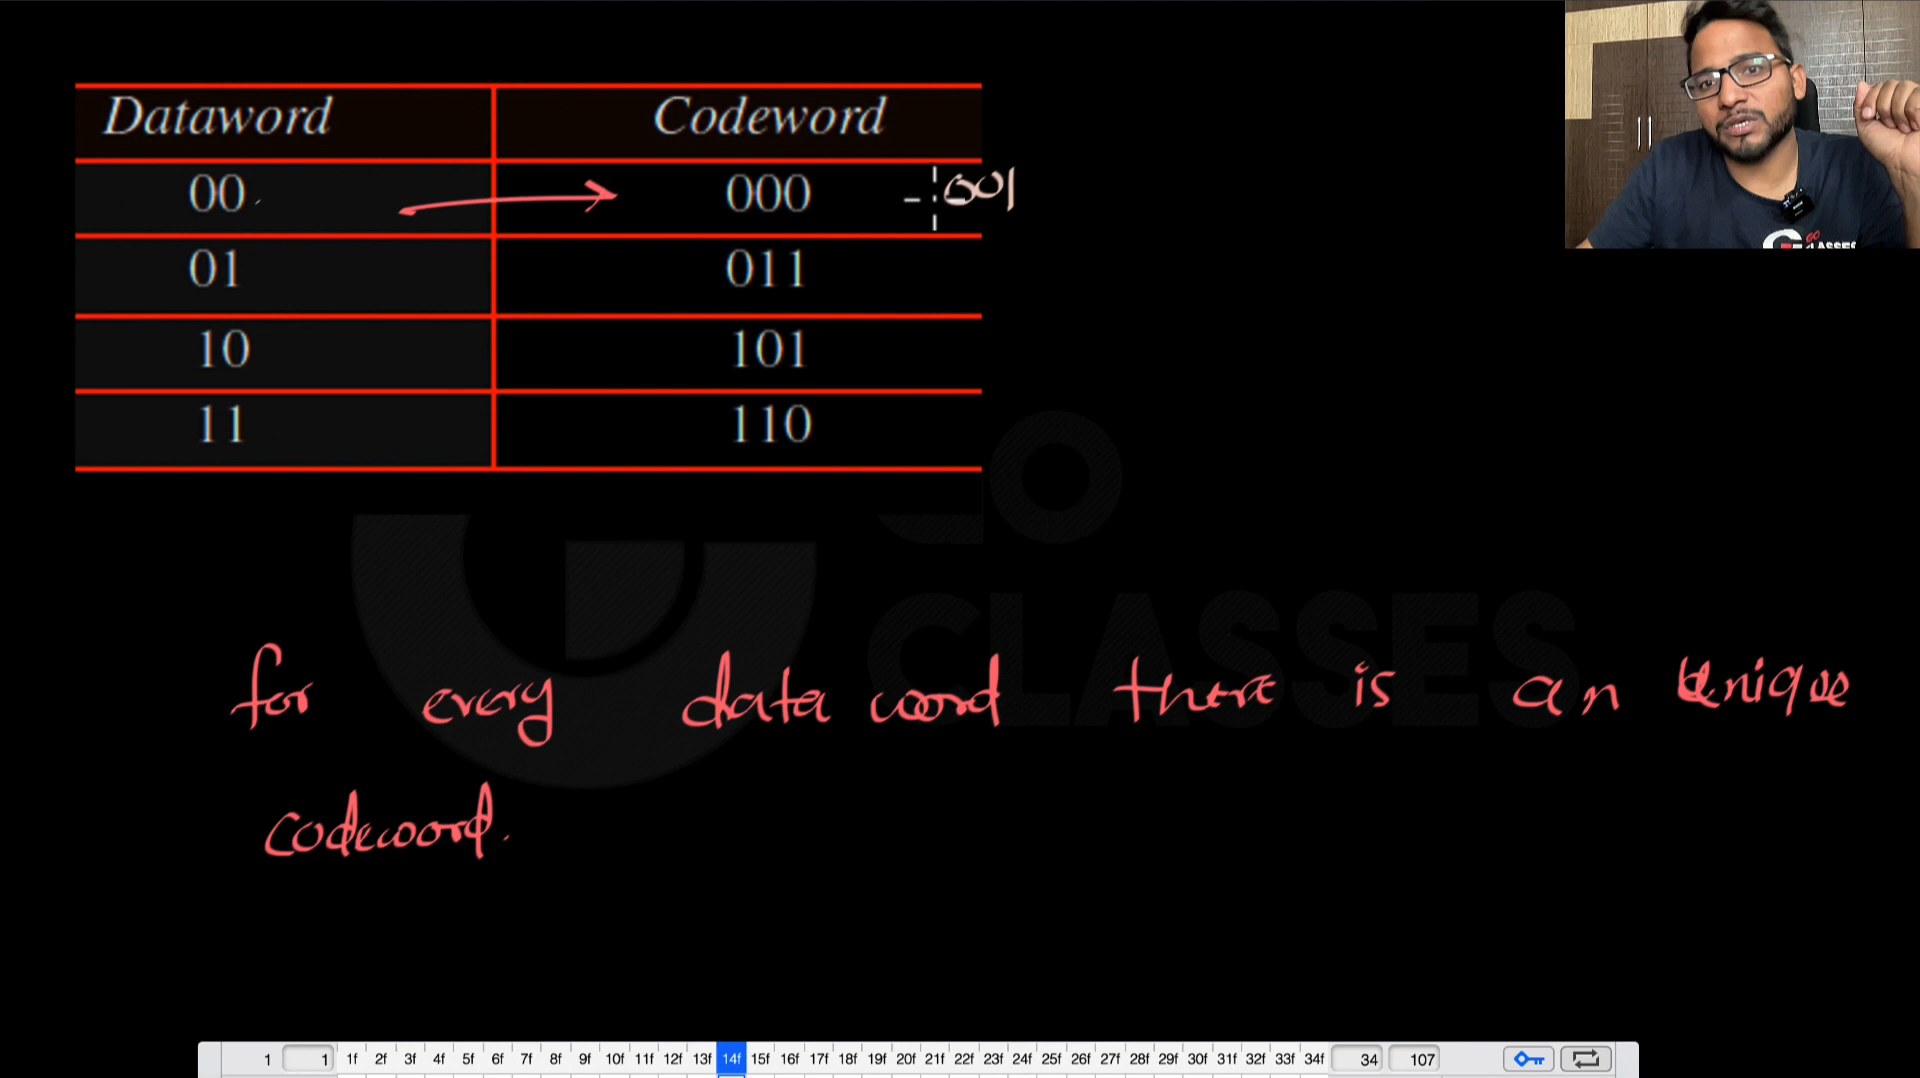 Dataword Codeword
00 000 001
01 011
10 101
11 110
GO
CLASSES
for every data word there is an unique
codeword.
GO
CLASSES
1 1 1f 2f 3f 4f 5f 6f 7f 8f 9f 10f 11f 12f 13f 14f 15f 16f 17f 18f 19f 20f 21f 22f 23f 24f 25f 26f 27f 28f 29f 30f 31f 32f 33f 34f 34 107